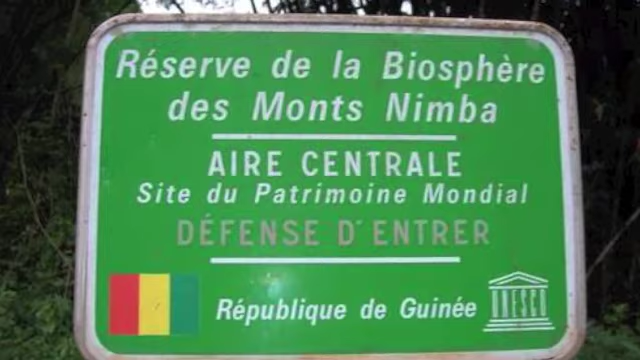 Réserve de la Biosphère
des Monts Nimba
AIRE CENTRALE
Site du Patrimoine Mondial
DÉFENSE D'ENTRER
République de Guinée
UNESCO